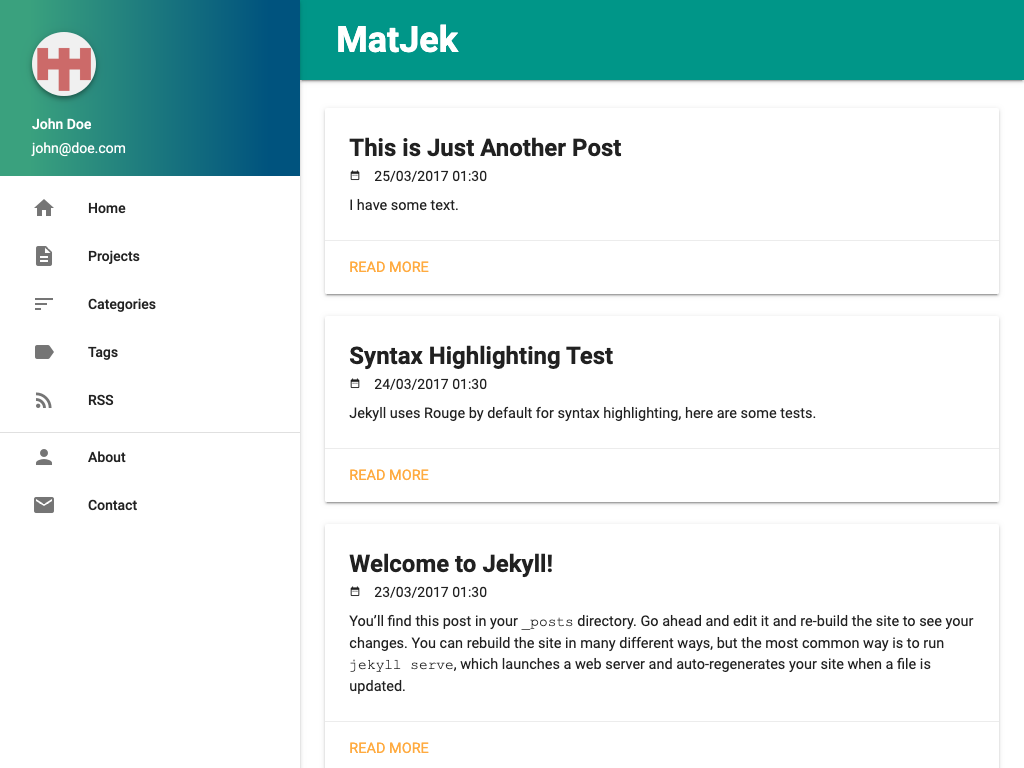 John Doe
john@doe.com
Home
Projects
Categories
Tags
RSS
About
Contact
MatJek
This is Just Another Post
25/03/2017 01:30
I have some text.
READ MORE
Syntax Highlighting Test
24/03/2017 01:30
Jekyll uses Rouge by default for syntax highlighting, here are some tests.
READ MORE
Welcome to Jekyll!
23/03/2017 01:30
You’ll find this post in your _posts directory. Go ahead and edit it and re-build the site to see your
changes. You can rebuild the site in many different ways, but the most common way is to run
jekyll serve, which launches a web server and auto-regenerates your site when a file is
updated.
READ MORE